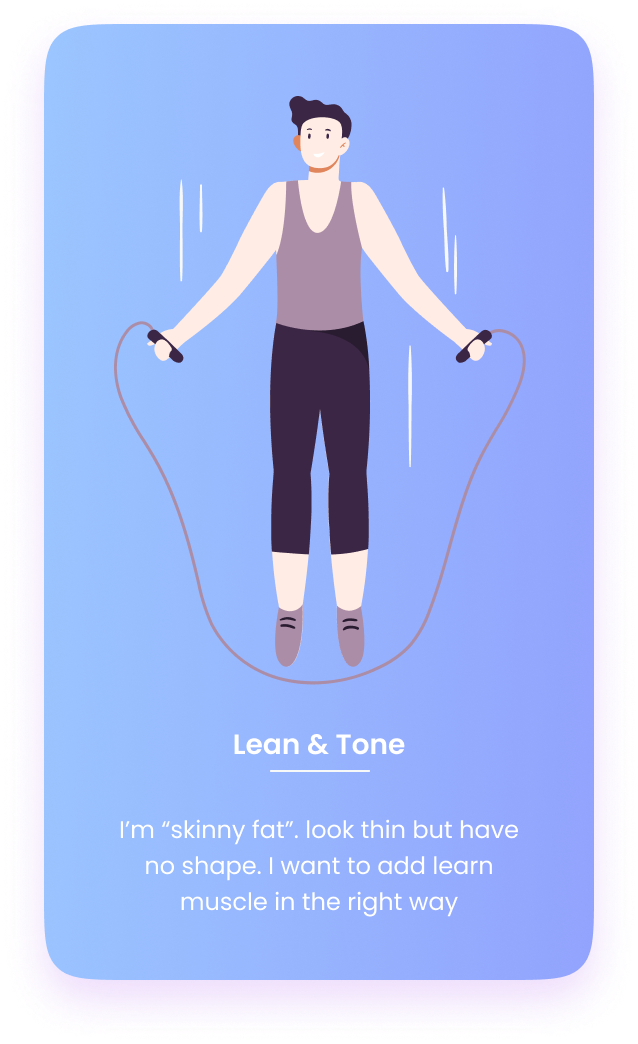 Lean & Tone
I’m “skinny fat”. look thin but have
no shape. I want to add learn
muscle in the right way